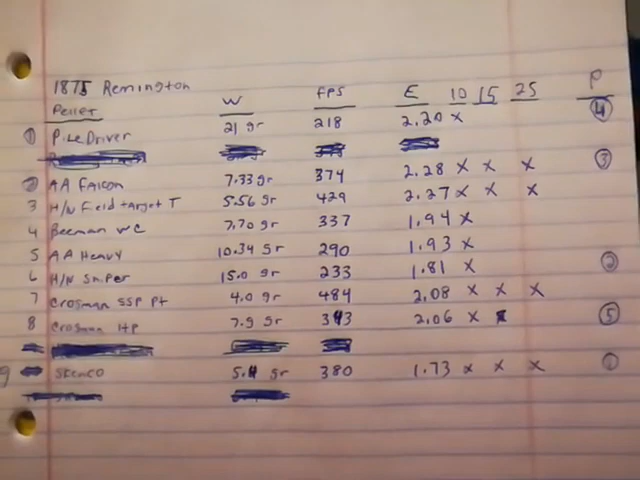 1875 Remington P
Pellet W FPS E 10 15 25
① PileDriver 21 gr 218 2.20 x ④
② AA Falcon 7.33 gr 374 2.28 x x x ③
3 H/N Field target T 5.56 gr 429 2.27 x x x
4 Beeman WC 7.70 gr 337 1.94 x
5 AA Heavy 10.34 gr 290 1.93 x
6 H/N Sniper 15.0 gr 233 1.81 x ②
7 Crosman SSP Pt 4.0 gr 484 2.08 x x x
8 Crosman HP 7.9 gr 343 2.06 x x ⑤
9 Skenco 5.4 gr 380 1.73 x x x ①